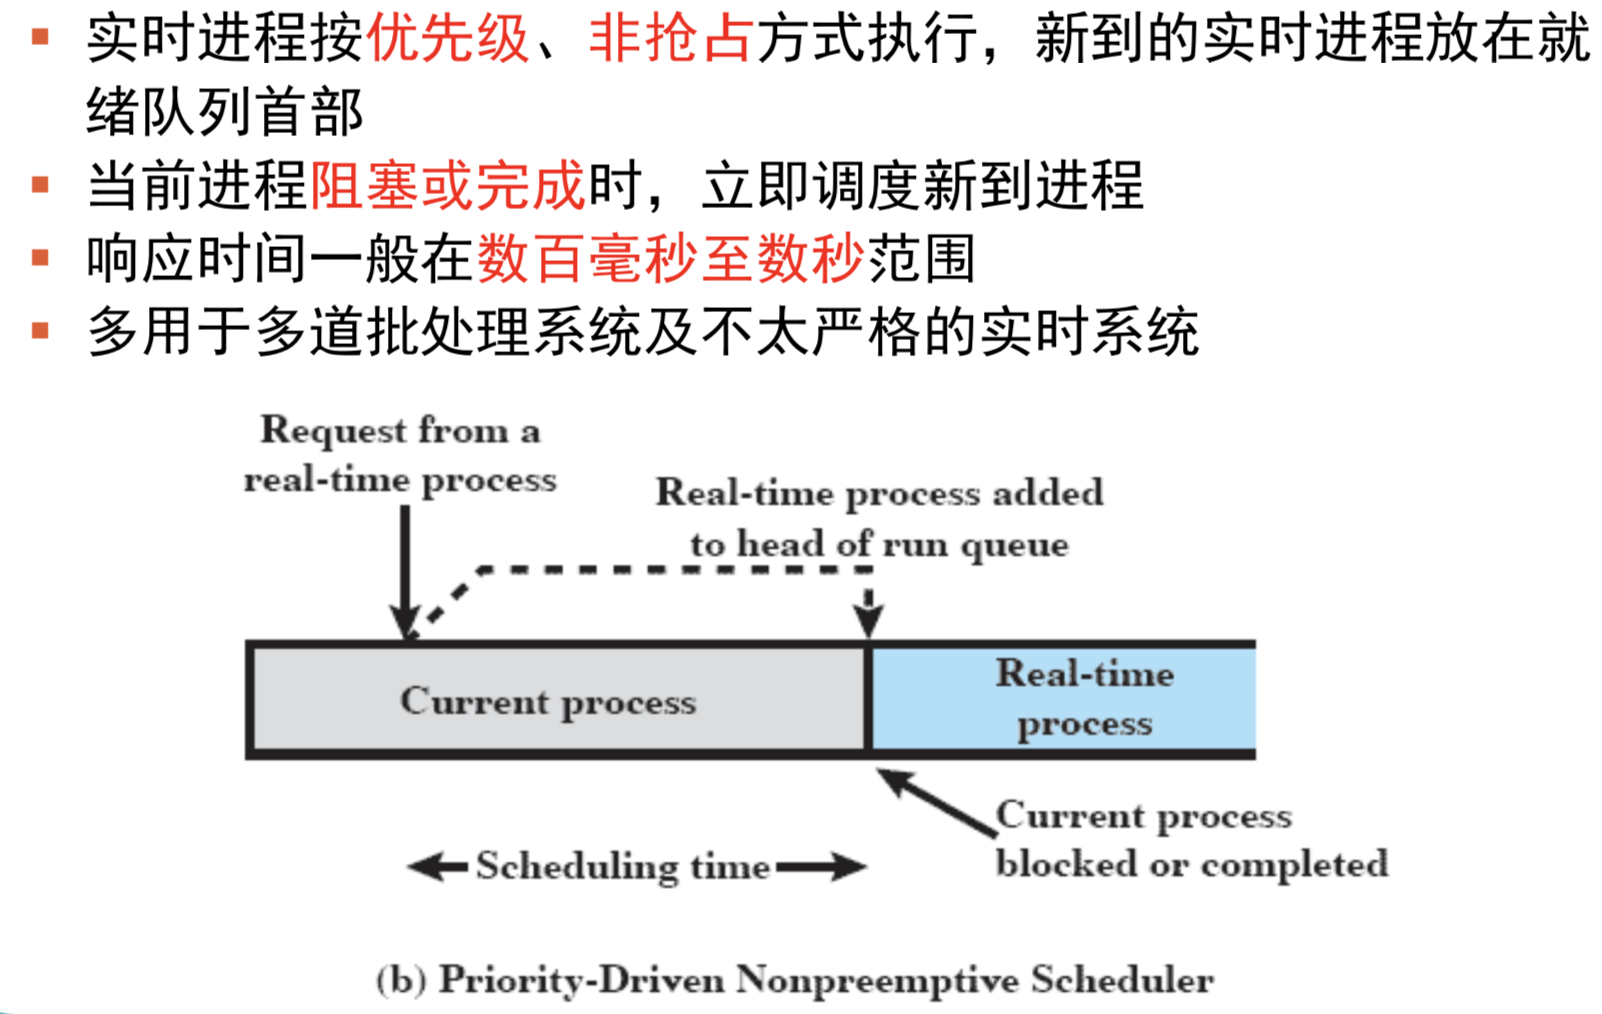 ▪ 实时进程按优先级、非抢占方式执行，新到的实时进程放在就
绪队列首部
▪ 当前进程阻塞或完成时，立即调度新到进程
▪ 响应时间一般在数百毫秒至数秒范围
▪ 多用于多道批处理系统及不太严格的实时系统
Request from a
real-time process
Real-time process added
to head of run queue
Current process
Real-time
process
Current process
blocked or completed
Scheduling time
(b) Priority-Driven Nonpreemptive Scheduler